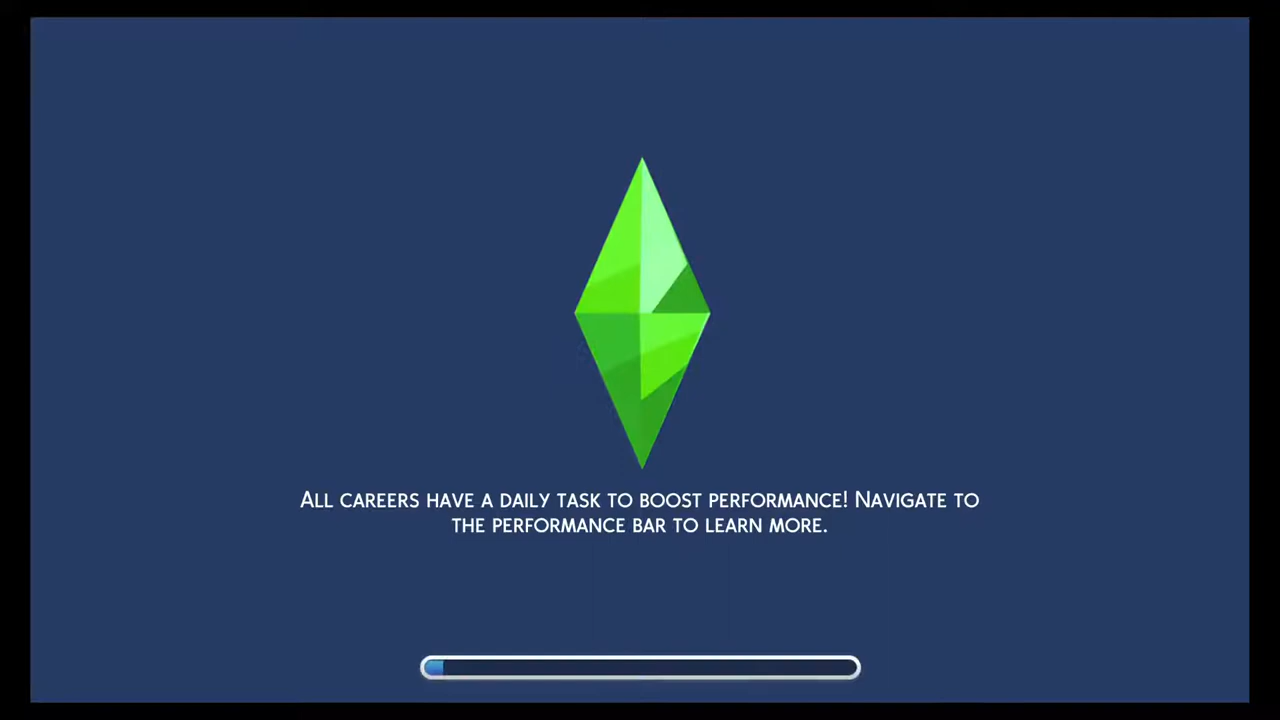 All careers have a daily task to boost performance! Navigate to
the performance bar to learn more.